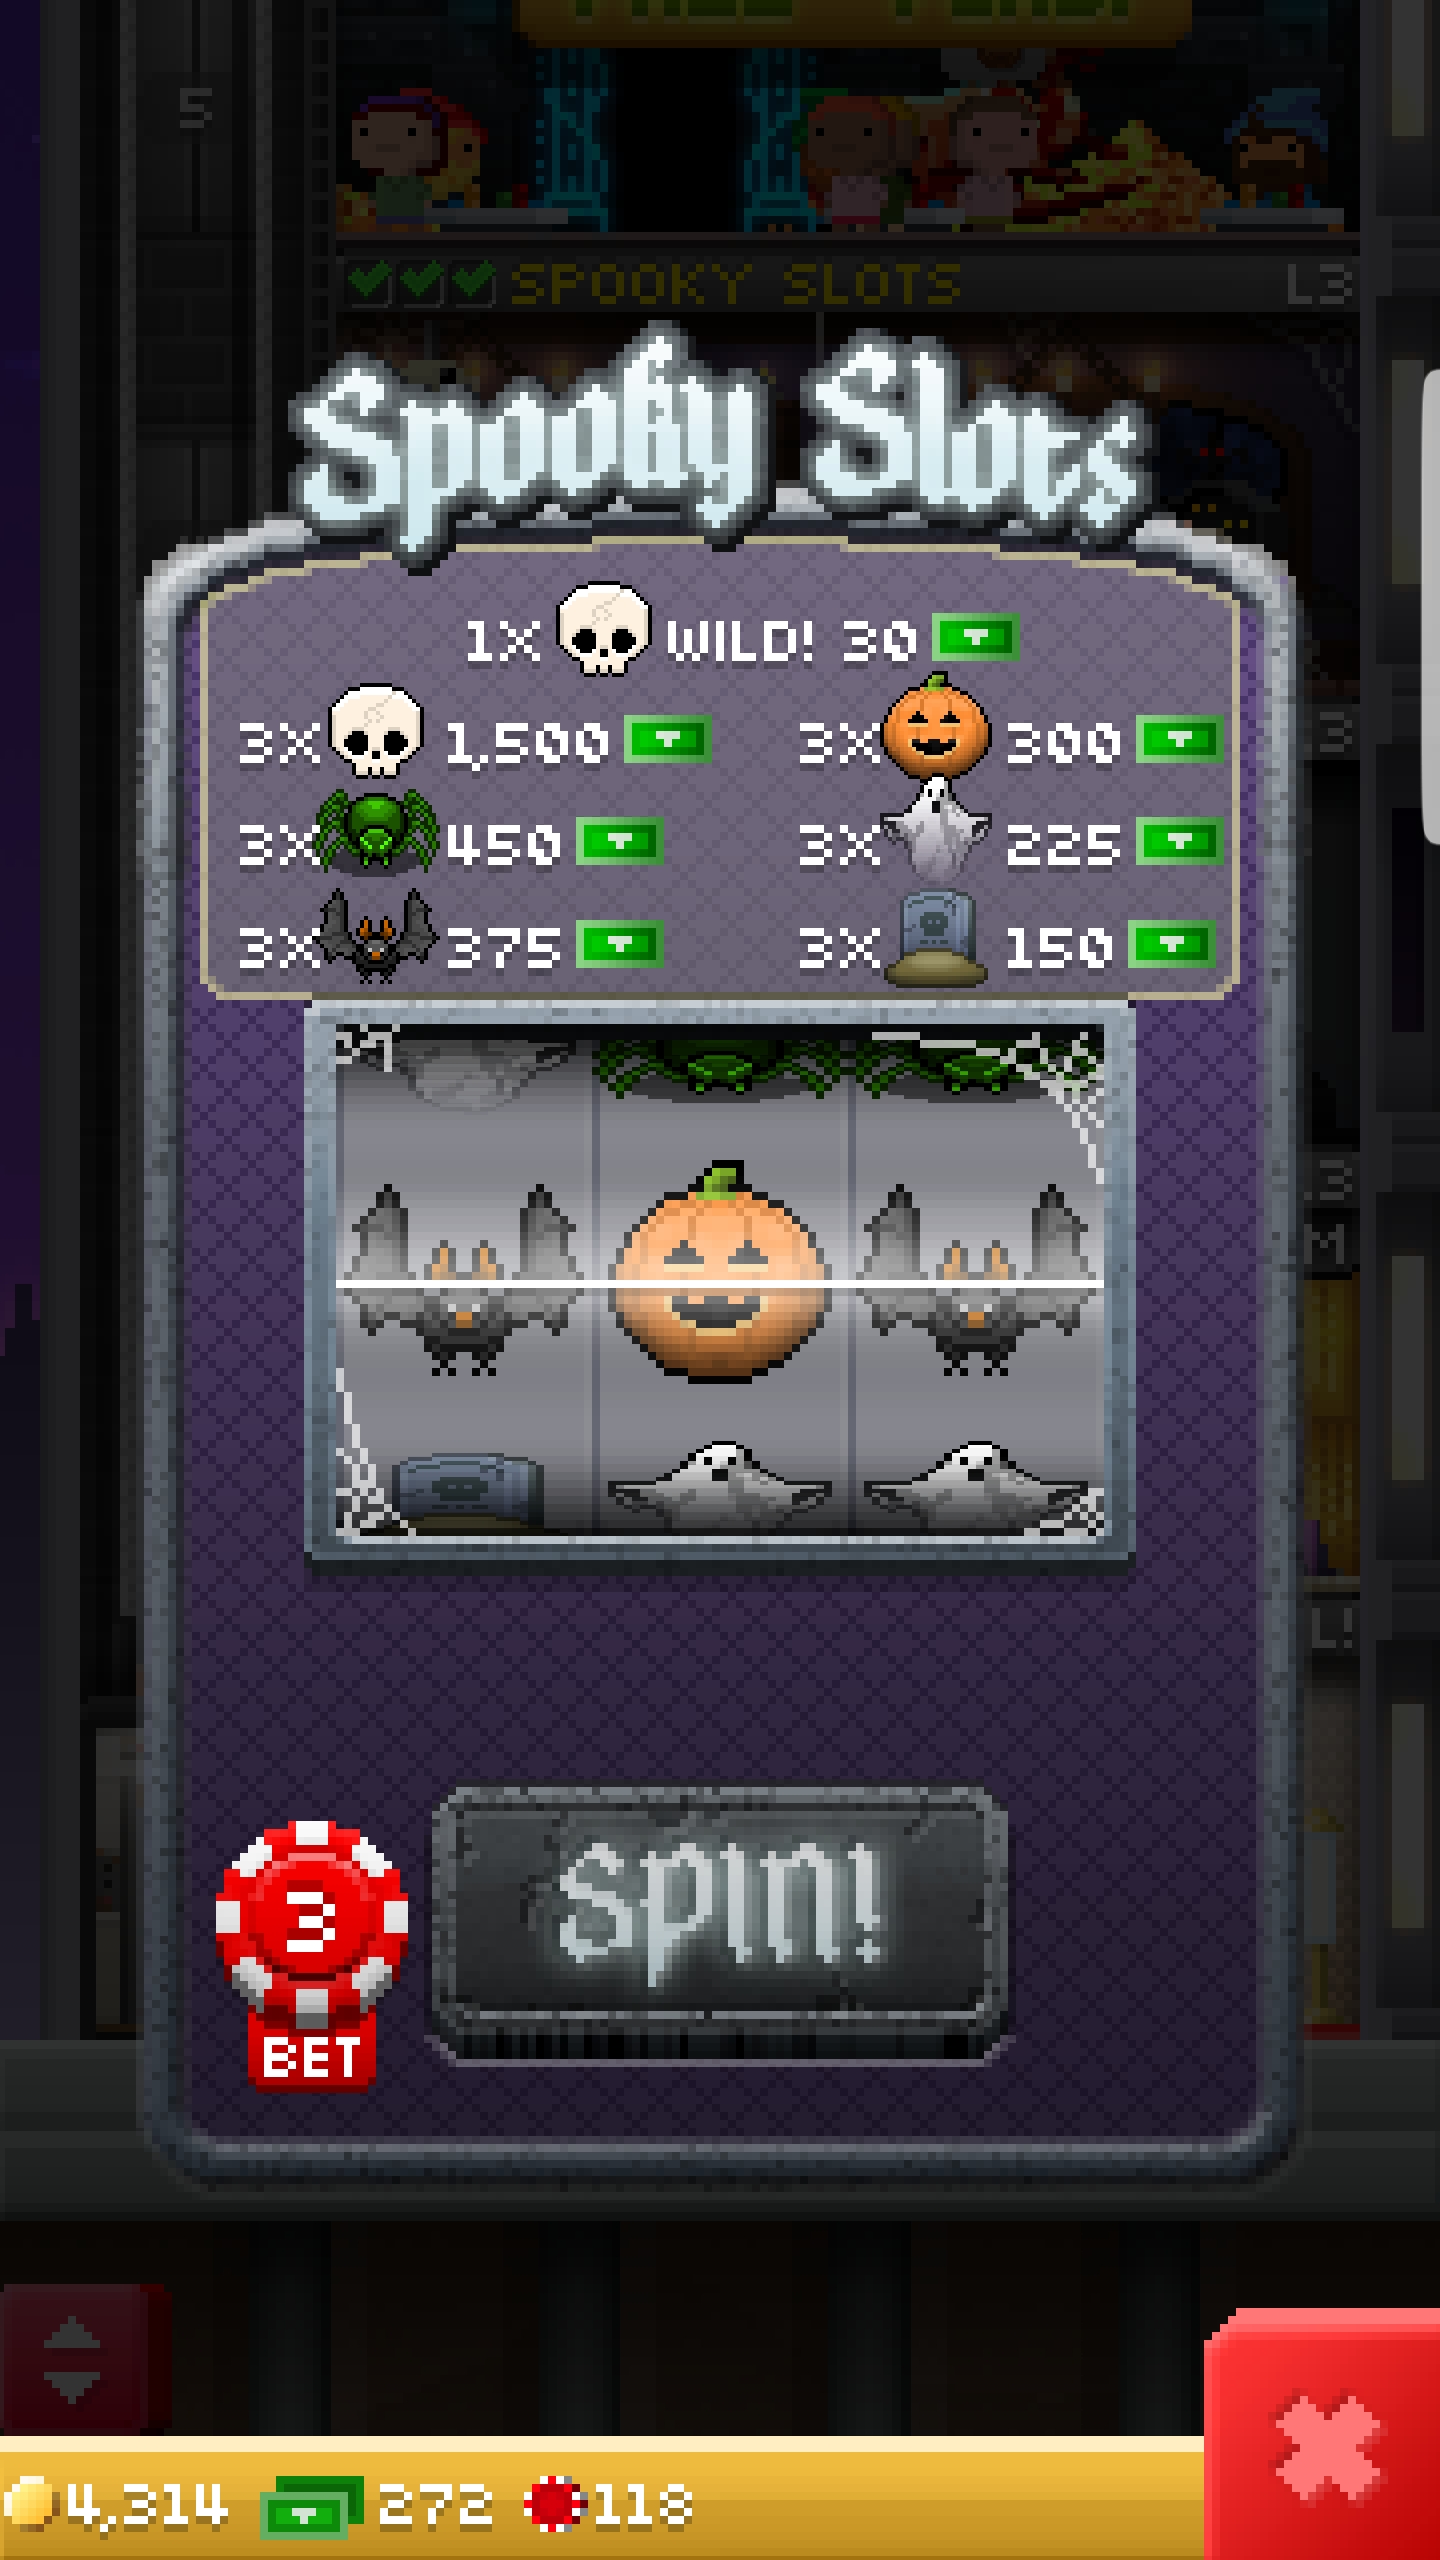 5
SPOOKY SLOTS L3
Spooky Slots
1X WILD! 30
3X 1,500 3X 300
3X 450 3X 225
3X 375 3X 150
SPIN!
3
BET
4,314 272 118